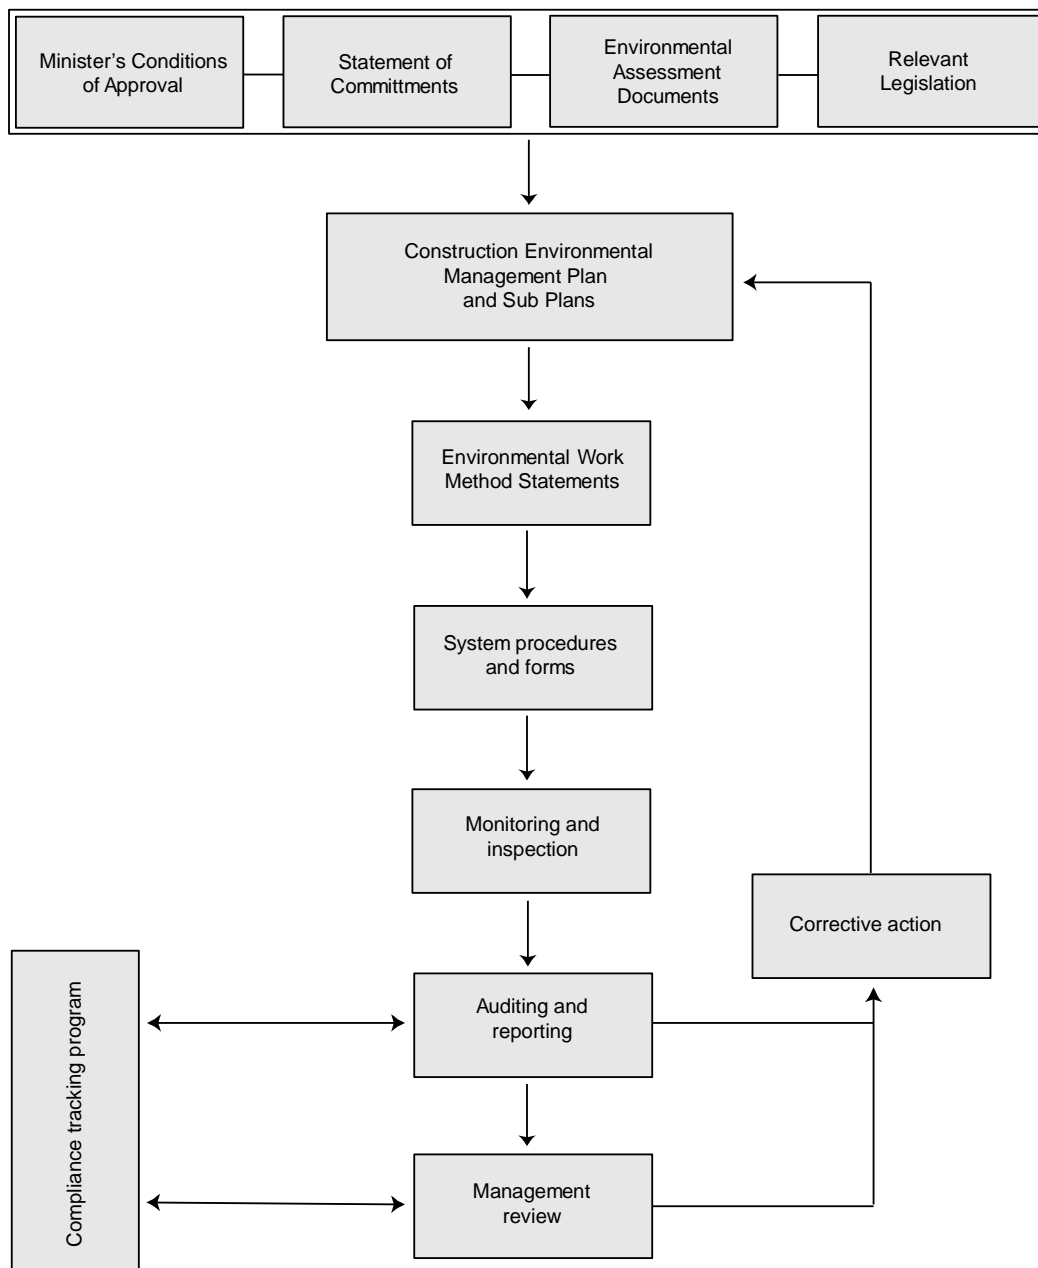 Minister’s Conditions
of Approval
Statement of
Committments
Environmental
Assessment
Documents
Relevant
Legislation
Construction Environmental
Management Plan
and Sub Plans
Environmental Work
Method Statements
System procedures
and forms
Monitoring and
inspection
Corrective action
Auditing and
reporting
Compliance tracking program
Management
review